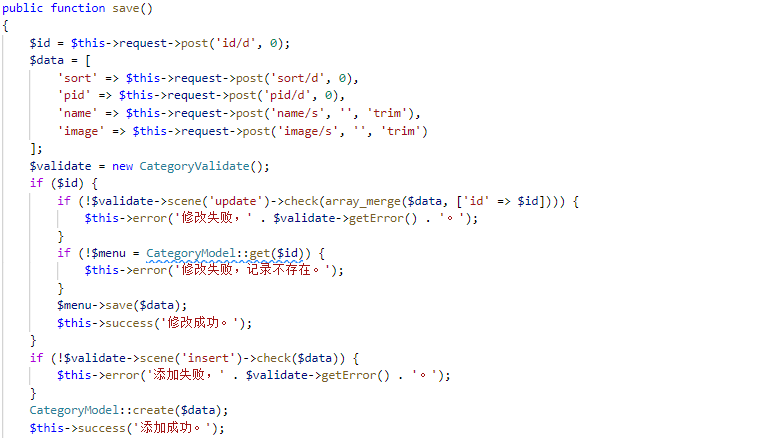 public function save()
{
    $id = $this->request->post('id/d', 0);
    $data = [
        'sort' => $this->request->post('sort/d', 0),
        'pid' => $this->request->post('pid/d', 0),
        'name' => $this->request->post('name/s', '', 'trim'),
        'image' => $this->request->post('image/s', '', 'trim')
    ];
    $validate = new CategoryValidate();
    if ($id) {
        if (!$validate->scene('update')->check(array_merge($data, ['id' => $id]))) {
            $this->error('修改失败，' . $validate->getError() . '。');
        }
        if (!$menu = CategoryModel::get($id)) {
            $this->error('修改失败，记录不存在。');
        }
        $menu->save($data);
        $this->success('修改成功。');
    }
    if (!$validate->scene('insert')->check($data)) {
        $this->error('添加失败，' . $validate->getError() . '。');
    }
    CategoryModel::create($data);
    $this->success('添加成功。');